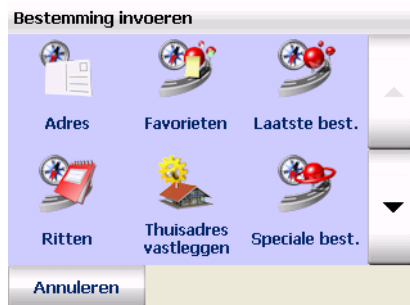 Bestemming invoeren
Adres
Favorieten
Laatste best.
Ritten
Thuisadres
vastleggen
Speciale best.
Annuleren